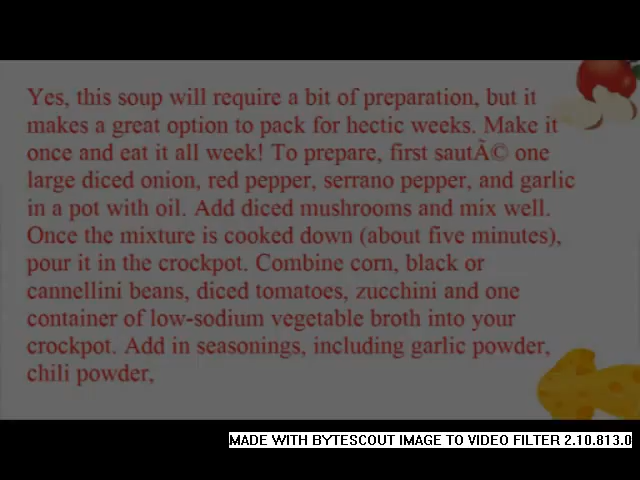 Yes, this soup will require a bit of preparation, but it
makes a great option to pack for hectic weeks. Make it
once and eat it all week! To prepare, first sautÃ© one
large diced onion, red pepper, serrano pepper, and garlic
in a pot with oil. Add diced mushrooms and mix well.
Once the mixture is cooked down (about five minutes),
pour it in the crockpot. Combine corn, black or
cannellini beans, diced tomatoes, zucchini and one
container of low-sodium vegetable broth into your
crockpot. Add in seasonings, including garlic powder,
chili powder,
MADE WITH BYTESCOUT IMAGE TO VIDEO FILTER 2.10.813.0